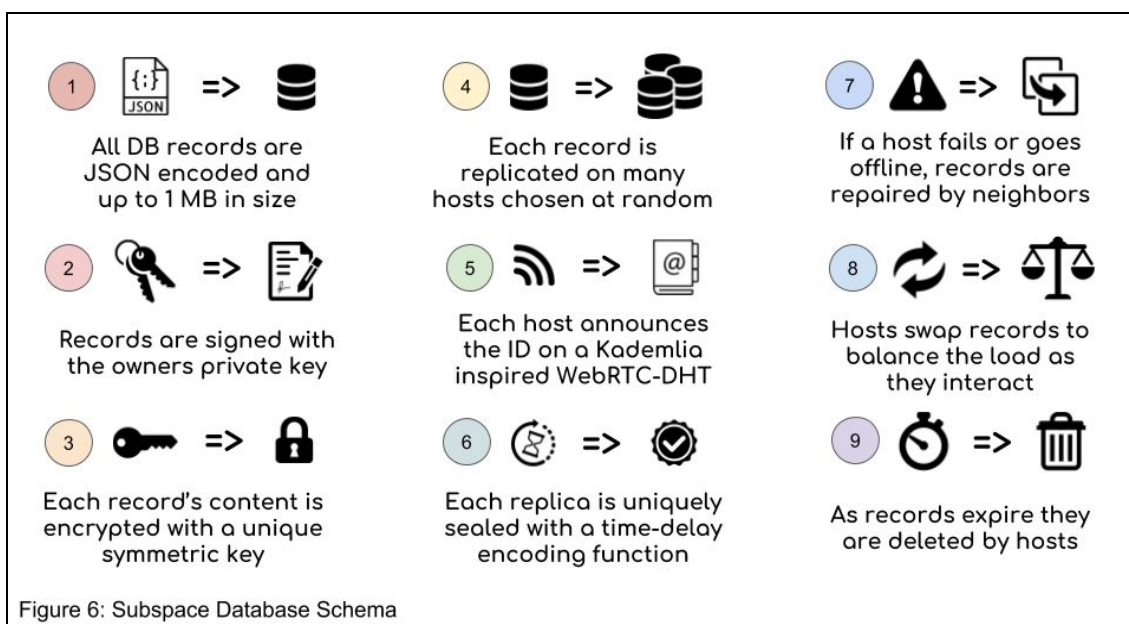 1
{:}
JSON
=>
All DB records are
JSON encoded and
up to 1 MB in size
2
=>
Records are signed with
the owners private key
3
=>
Each record's content is
encrypted with a unique
symmetric key
4
=>
Each record is
replicated on many
hosts chosen at random
5
=>
@
Each host announces
the ID on a Kademlia
inspired WebRTC-DHT
6
=>
Each replica is uniquely
sealed with a time-delay
encoding function
7
=>
If a host fails or goes
offline, records are
repaired by neighbors
8
=>
Hosts swap records to
balance the load as
they interact
9
=>
As records expire they
are deleted by hosts
Figure 6: Subspace Database Schema